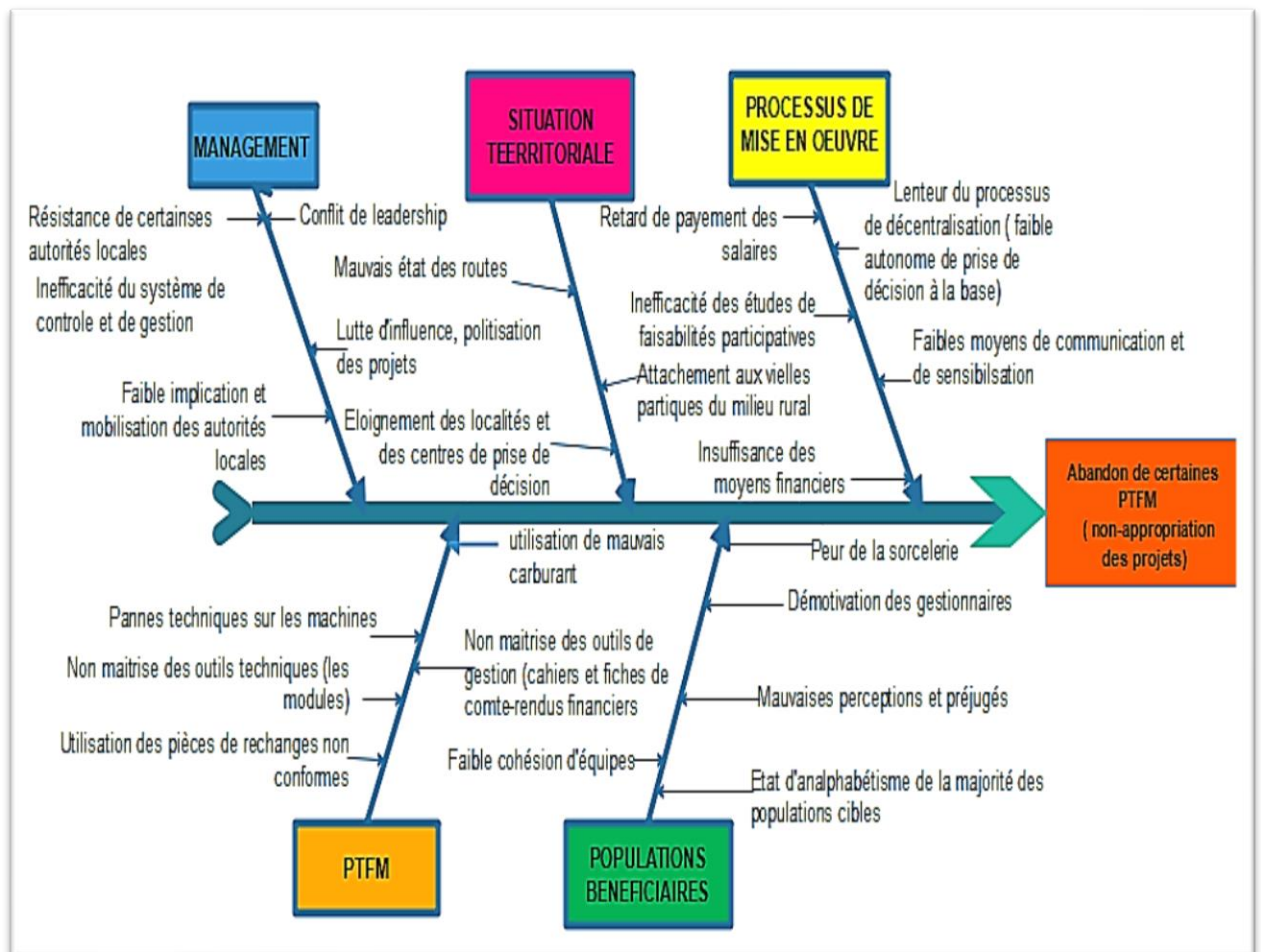 MANAGEMENT
SITUATION
TEERRITORIALE
PROCESSUS DE
MISE EN OEUVRE
Résistance de certainses
autorités locales
Conflit de leadership
Inefficacité du système de
controle et de gestion
Lutte d'influence, politisation
des projets
Faible implication et
mobilisation des autorités
locales
Mauvais état des routes
Attachement aux vielles
partiques du milieu rural
Eloignement des localités et
des centres de prise de
décision
Retard de payement des
salaires
Lenteur du processus
de décentralisation ( faible
autonome de prise de
décision à la base)
Inefficacité des études de
faisabilités participatives
Faibles moyens de communication et
de sensibilsation
Insuffisance des
moyens financiers
Abandon de certaines
PTFM
( non-appropriation
des projets)
utilisation de mauvais
carburant
Pannes techniques sur les machines
Non maitrise des outils de
gestion (cahiers et fiches de
comte-rendus financiers
Non maitrise des outils techniques (les
modules)
Utilisation des pièces de rechanges non
conformes
PTFM
Peur de la sorcelerie
Démotivation des gestionnaires
Mauvaises perceptions et préjugés
Faible cohésion d'équipes
Etat d'analphabétisme de la majorité des
populations cibles
POPULATIONS
BENEFICIAIRES